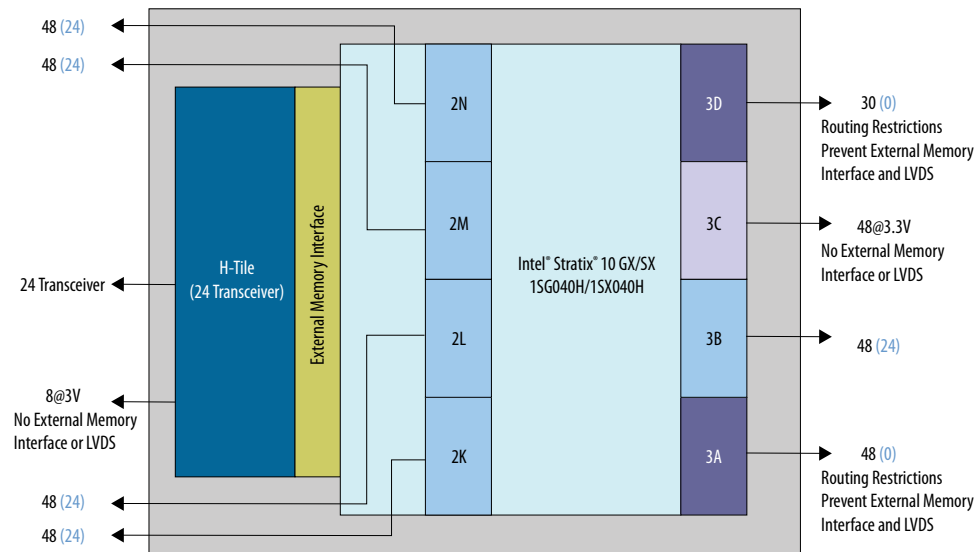 48 (24)
48 (24)
24 Transceiver
8@3V
No External Memory
Interface or LVDS
48 (24)
48 (24)
H-Tile
(24 Transceiver)
External Memory Interface
2N
2M
2L
2K
Intel® Stratix® 10 GX/SX
1SG040H/1SX040H
3D
3C
3B
3A
30 (0)
Routing Restrictions
Prevent External Memory
Interface and LVDS
48@3.3V
No External Memory
Interface or LVDS
48 (24)
48 (0)
Routing Restrictions
Prevent External Memory
Interface and LVDS